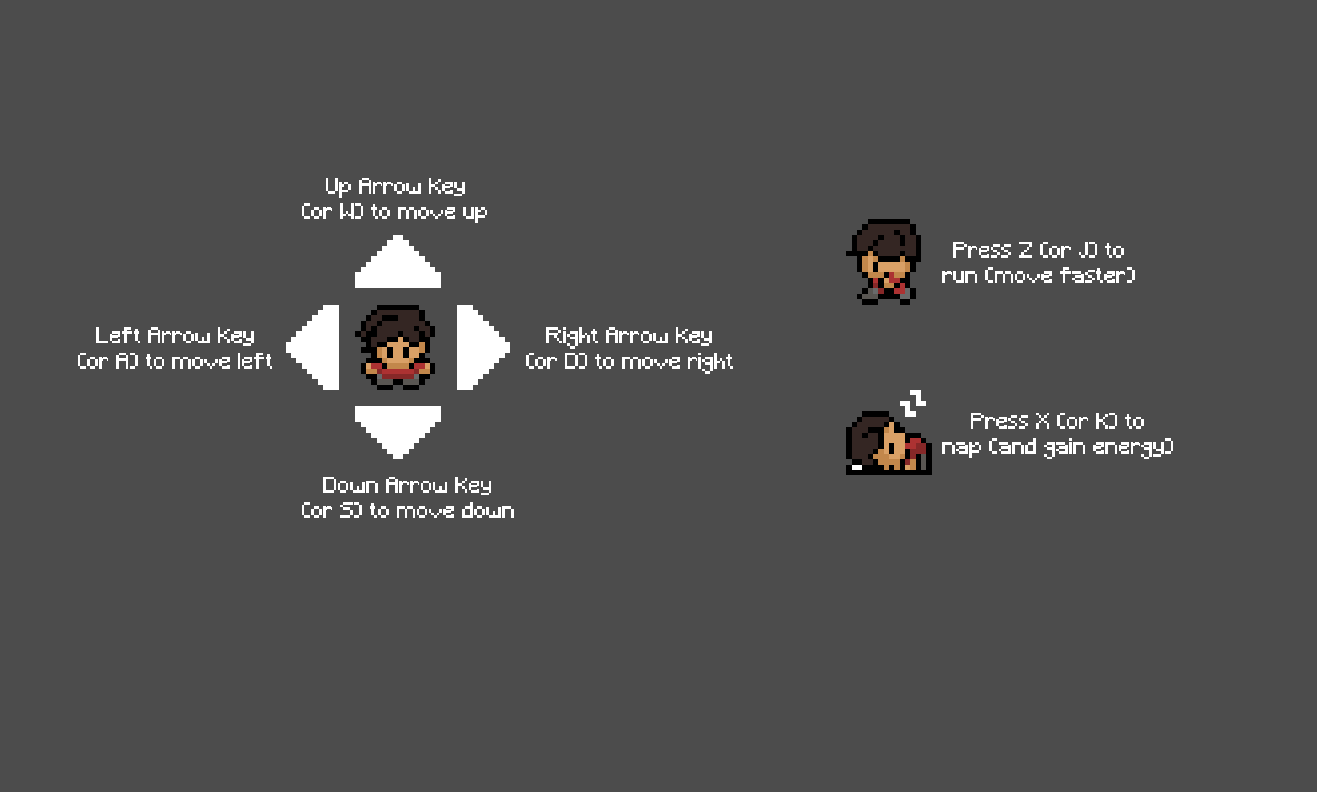 Up Arrow Key
(or W) to move up
Left Arrow Key
(or A) to move left
Right Arrow Key
(or D) to move right
Down Arrow Key
(or S) to move down
Press Z (or J) to
run (move faster)
Press X (or K) to
nap (and gain energy)